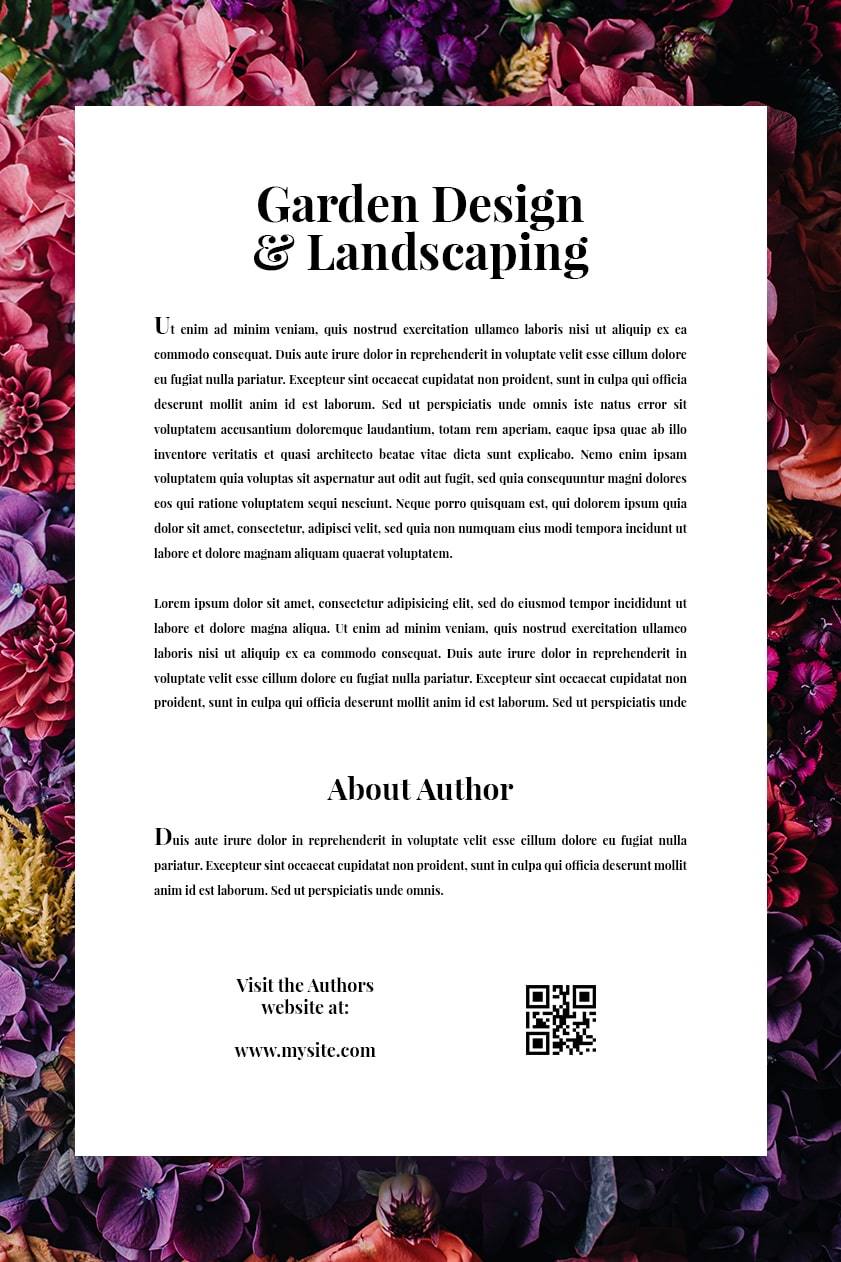 Garden Design
& Landscaping
Ut enim ad minim veniam, quis nostrud exercitation ullamco laboris nisi ut aliquip ex ea
commodo consequat. Duis aute irure dolor in reprehenderit in voluptate velit esse cillum dolore
eu fugiat nulla pariatur. Excepteur sint occaecat cupidatat non proident, sunt in culpa qui officia
deserunt mollit anim id est laborum. Sed ut perspiciatis unde omnis iste natus error sit
voluptatem accusantium doloremque laudantium, totam rem aperiam, eaque ipsa quae ab illo
inventore veritatis et quasi architecto beatae vitae dicta sunt explicabo. Nemo enim ipsam
voluptatem quia voluptas sit aspernatur aut odit aut fugit, sed quia consequuntur magni dolores
eos qui ratione voluptatem sequi nesciunt. Neque porro quisquam est, qui dolorem ipsum quia
dolor sit amet, consectetur, adipisci velit, sed quia non numquam eius modi tempora incidunt ut
labore et dolore magnam aliquam quaerat voluptatem.
Lorem ipsum dolor sit amet, consectetur adipisicing elit, sed do eiusmod tempor incididunt ut
labore et dolore magna aliqua. Ut enim ad minim veniam, quis nostrud exercitation ullamco
laboris nisi ut aliquip ex ea commodo consequat. Duis aute irure dolor in reprehenderit in
voluptate velit esse cillum dolore eu fugiat nulla pariatur. Excepteur sint occaecat cupidatat non
proident, sunt in culpa qui officia deserunt mollit anim id est laborum. Sed ut perspiciatis unde
About Author
Duis aute irure dolor in reprehenderit in voluptate velit esse cillum dolore eu fugiat nulla
pariatur. Excepteur sint occaecat cupidatat non proident, sunt in culpa qui officia deserunt mollit
anim id est laborum. Sed ut perspiciatis unde omnis.
Visit the Authors
website at:
www.mysite.com